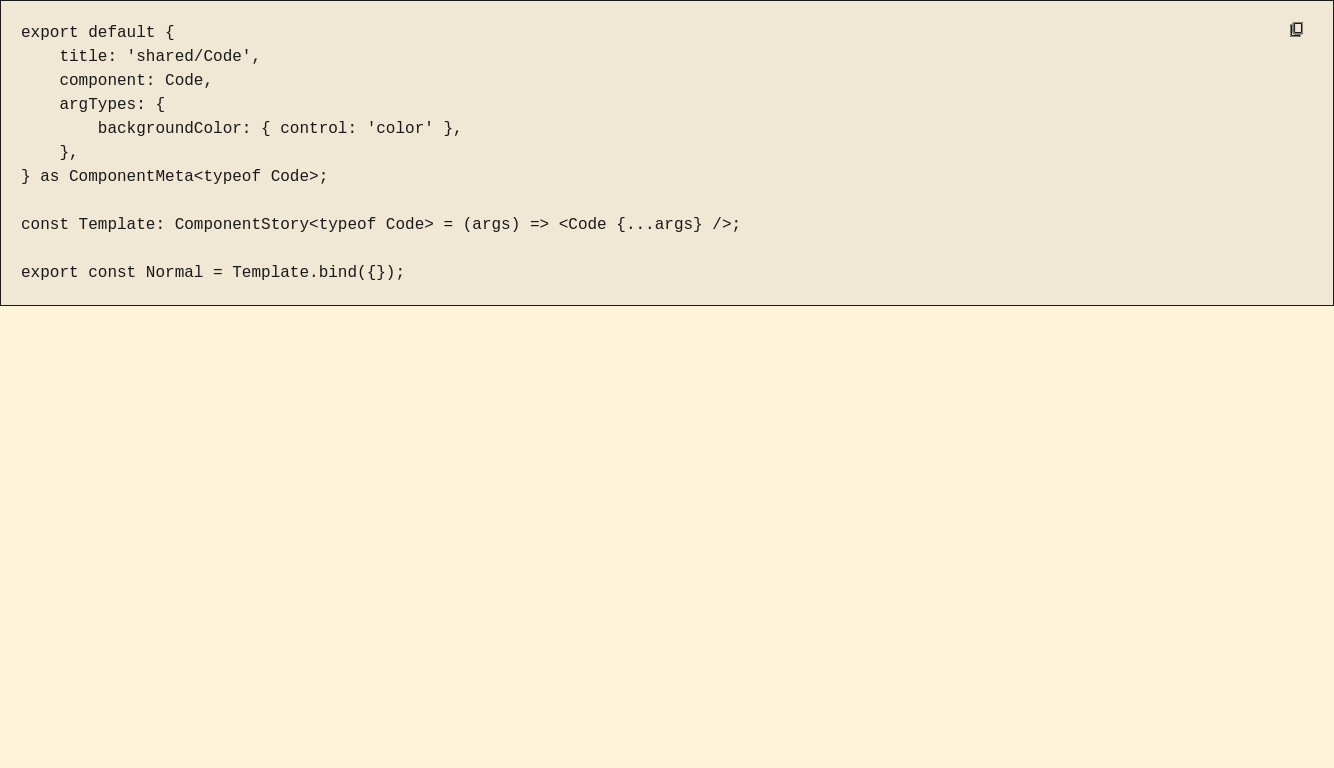 export default {
    title: 'shared/Code',
    component: Code,
    argTypes: {
        backgroundColor: { control: 'color' },
    },
} as ComponentMeta<typeof Code>;

const Template: ComponentStory<typeof Code> = (args) => <Code {...args} />;

export const Normal = Template.bind({});